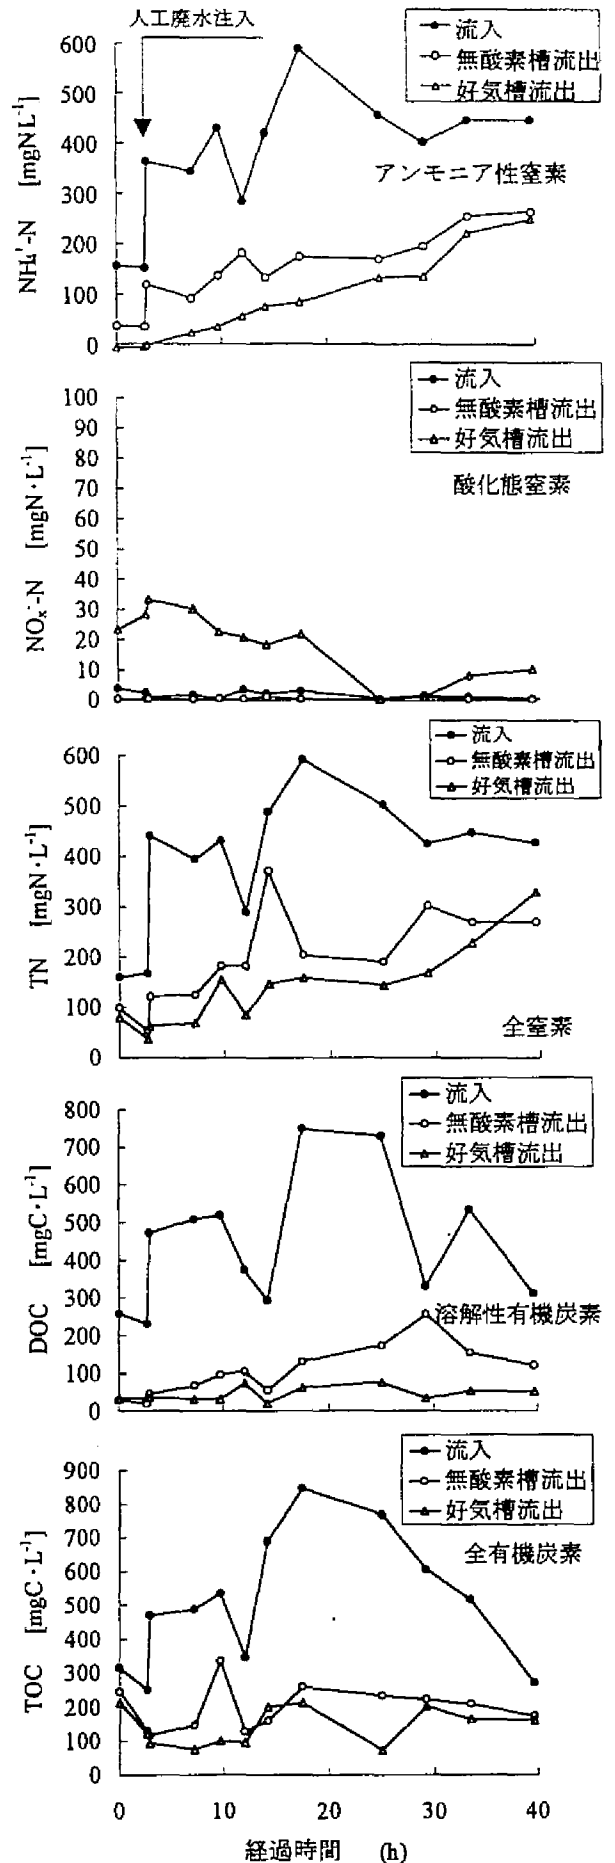 人工廃水注入
流入
無酸素槽流出
好気槽流出
アンモニア性窒素
NH₄⁺-N [mgN·L⁻¹]
600
500
400
300
200
100
0
流入
無酸素槽流出
好気槽流出
酸化態窒素
NOₓ⁻-N [mgN·L⁻¹]
100
90
80
70
60
50
40
30
20
10
0
流入
無酸素槽流出
好気槽流出
全窒素
TN [mgN·L⁻¹]
600
500
400
300
200
100
0
流入
無酸素槽流出
好気槽流出
溶解性有機炭素
DOC [mgC·L⁻¹]
800
700
600
500
400
300
200
100
0
流入
無酸素槽流出
好気槽流出
全有機炭素
TOC [mgC·L⁻¹]
900
800
700
600
500
400
300
200
100
0
0 10 20 30 40
経過時間 (h)